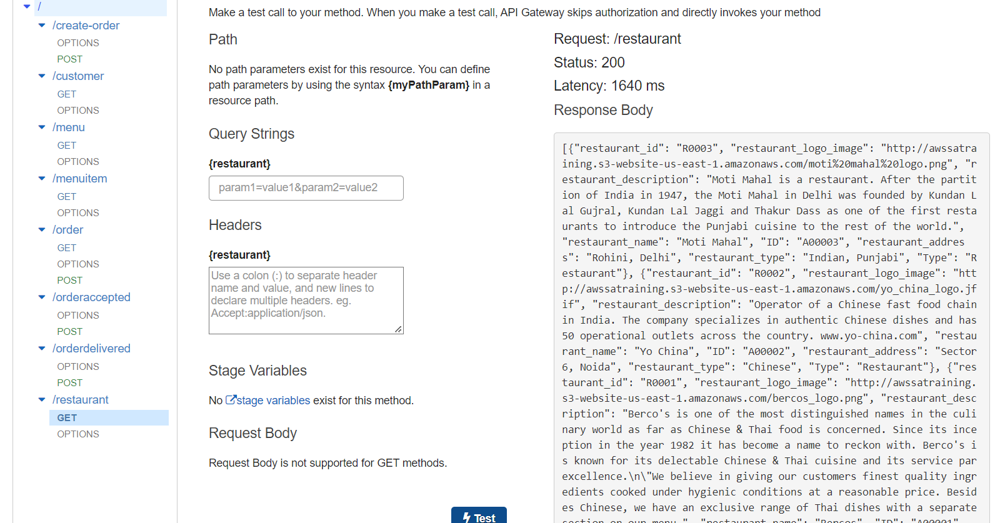 /
/create-order
OPTIONS
POST
/customer
GET
OPTIONS
/menu
GET
OPTIONS
/menuitem
GET
OPTIONS
/order
GET
OPTIONS
POST
/orderaccepted
OPTIONS
POST
/orderdelivered
OPTIONS
POST
/restaurant
GET
OPTIONS
Make a test call to your method. When you make a test call, API Gateway skips authorization and directly invokes your method
Path
No path parameters exist for this resource. You can define
path parameters by using the syntax {myPathParam} in a
resource path.
Query Strings
{restaurant}
param1=value1&param2=value2
Headers
{restaurant}
Use a colon (:) to separate header
name and value, and new lines to
declare multiple headers. eg.
Accept:application/json.
Stage Variables
No stage variables exist for this method.
Request Body
Request Body is not supported for GET methods.
Test
Request: /restaurant
Status: 200
Latency: 1640 ms
Response Body
[{"restaurant_id": "R0003", "restaurant_logo_image": "http://awssatra
ining.s3-website-us-east-1.amazonaws.com/moti%20mahal%20logo.png", "r
estaurant_description": "Moti Mahal is a restaurant. After the partit
ion of India in 1947, the Moti Mahal in Delhi was founded by Kundan L
al Gujral, Kundan Lal Jaggi and Thakur Dass as one of the first resta
urants to introduce the Punjabi cuisine to the rest of the world.",
"restaurant_name": "Moti Mahal", "ID": "A00003", "restaurant_addres
s": "Rohini, Delhi", "restaurant_type": "Indian, Punjabi", "Type": "R
estaurant"}, {"restaurant_id": "R0002", "restaurant_logo_image": "htt
p://awssatraining.s3-website-us-east-1.amazonaws.com/yo_china_logo.jf
if", "restaurant_description": "Operator of a Chinese fast food chain
in India. The company specializes in authentic Chinese dishes and has
50 operational outlets across the country. www.yo-china.com", "restau
rant_name": "Yo China", "ID": "A00002", "restaurant_address": "Sector
6, Noida", "restaurant_type": "Chinese", "Type": "Restaurant"}, {"res
taurant_id": "R0001", "restaurant_logo_image": "http://awssatraining.
s3-website-us-east-1.amazonaws.com/bercos_logo.png", "restaurant_desc
ription": "Berco's is one of the most distinguished names in the culi
nary world as far as Chinese & Thai food is concerned. Since its ince
ption in the year 1982 it has become a name to reckon with. Berco's i
s known for its delectable Chinese & Thai cuisine and its service par
excellence.\n\"We believe in giving our customers finest quality ingr
edients cooked under hygienic conditions at a reasonable price. Besid
es Chinese, we have an exclusive range of Thai dishes with a separate
section on our menu.", "restaurant_name": "Bercos", "ID": "A00001",